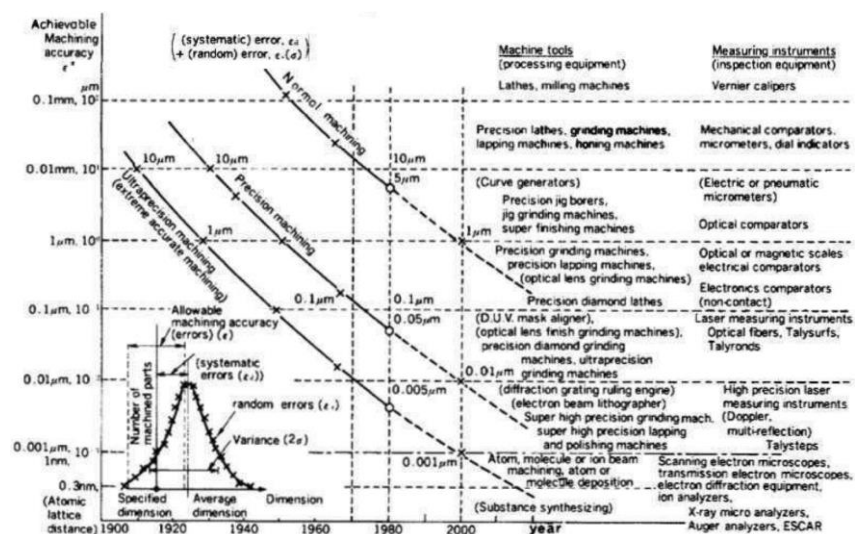 Achievable
Machining
accuracy
ε*
μm
0.1mm, 10²
0.01mm, 10¹
1μm, 10⁰
0.1μm, 10
0.01μm, 10
0.001μm, 10
1nm,
0.3nm,
(Atomic
lattice
distance)
( (systematic) error,
+ (random) error, )
Normal machining
Precision machining
Ultraprecision machining
(extreme accurate machining)
10μm
10μm
1μm
0.1μm
10μm
5μm
1μm
0.1μm
0.05μm
0.01μm
0.005μm
0.001μm
Allowable
machining accuracy
(errors) (ε)
(systematic
errors
Number of
machined parts
random errors
Variance (2σ)
Specified
dimension
Average
dimension
Dimension
1900
1920
1940
1960
1980
2000
year
Machine tools
(processing equipment)
Lathes, milling machines
Precision lathes, grinding machines,
lapping machines, honing machines
(Curve generators)
Precision jig borers,
jig grinding machines,
super finishing machines
Precision grinding machines,
precision lapping machines,
(optical lens grinding machines)
Precision diamond lathes
(D.U.V. mask aligner),
(optical lens finish grinding machines),
precision diamond grinding
machines, ultraprecision
grinding machines
(diffraction grating ruling engine)
(electron beam lithographer)
Super high precision grinding mach.
super high precision lapping
and polishing machines
Atom, molecule or ion beam
machining, atom or
molecule deposition
(Substance synthesizing)
Measuring instruments
(inspection equipment)
Vernier calipers
Mechanical comparators,
micrometers, dial indicators
(Electric or pneumatic
micrometers)
Optical comparators
Optical or magnetic scales
electrical comparators
Electronics comparators
(non-contact)
Laser measuring instruments
Optical fibers, Talysurfs,
Talyronds
High precision laser
measuring instruments
(Doppler,
multi-reflection)
Talysteps
Scanning electron microscopes,
transmission electron microscopes,
electron diffraction equipment,
ion analyzers,
X-ray micro analyzers,
Auger analyzers, ESCAR